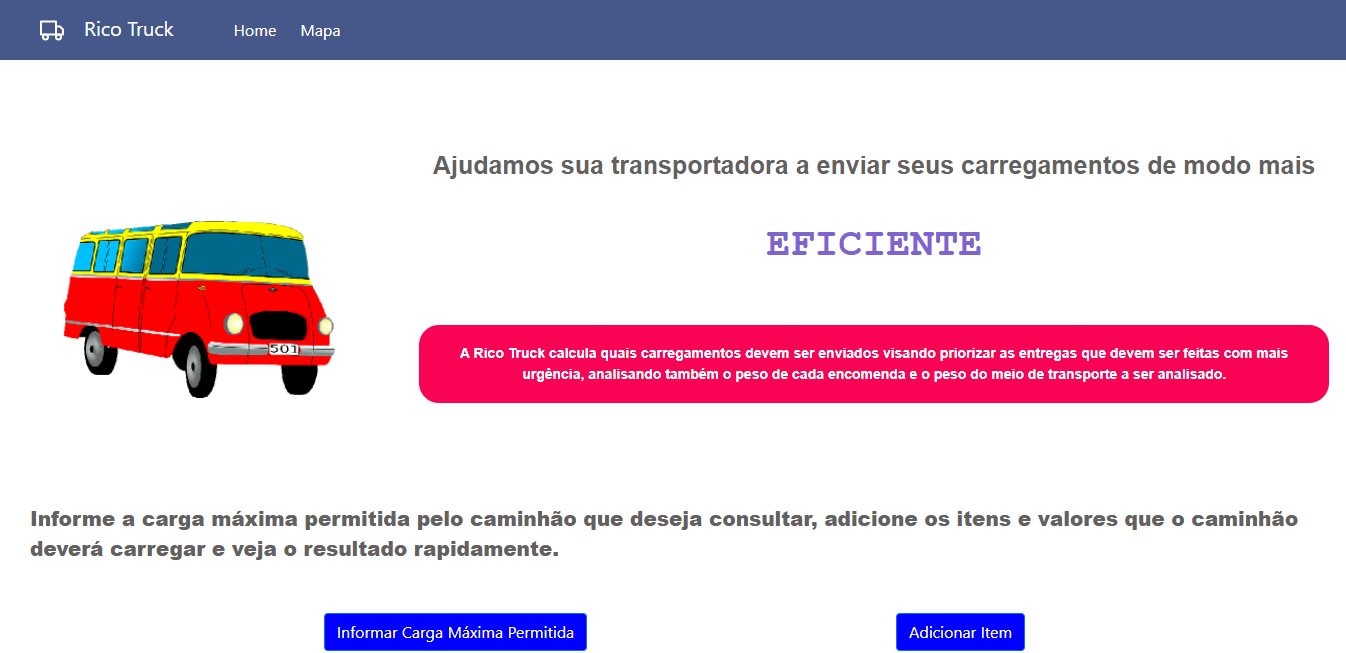 Rico Truck
Home
Mapa
Ajudamos sua transportadora a enviar seus carregamentos de modo mais
EFICIENTE
501
A Rico Truck calcula quais carregamentos devem ser enviados visando priorizar as entregas que devem ser feitas com mais
urgência, analisando também o peso de cada encomenda e o peso do meio de transporte a ser analisado.
Informe a carga máxima permitida pelo caminhão que deseja consultar, adicione os itens e valores que o caminhão
deverá carregar e veja o resultado rapidamente.
Informar Carga Máxima Permitida
Adicionar Item